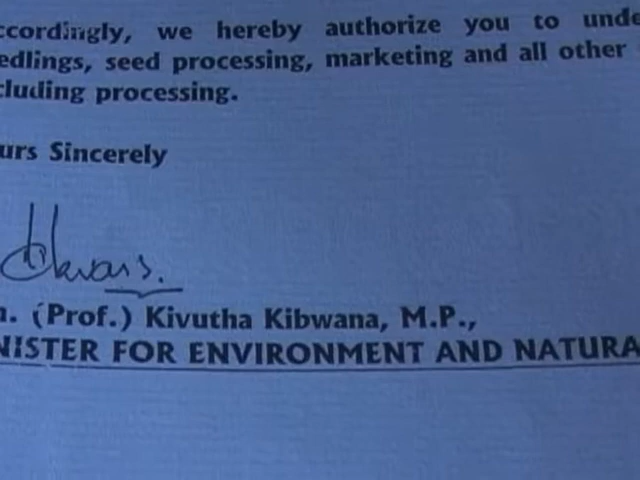 ccordingly, we hereby authorize you to unde
edlings, seed processing, marketing and all other
cluding processing.
urs Sincerely
n. (Prof.) Kivutha Kibwana, M.P.,
NISTER FOR ENVIRONMENT AND NATURA